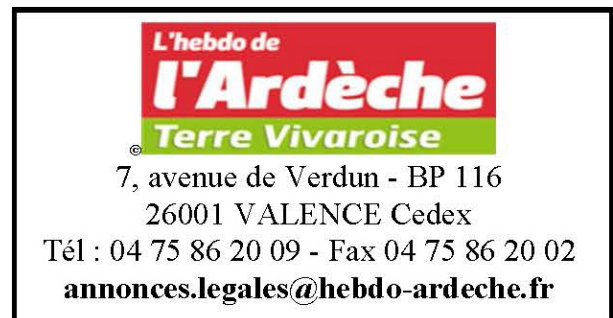 L'hebdo de
l'Ardèche
Terre Vivaroise
©
7, avenue de Verdun - BP 116
26001 VALENCE Cedex
Tél : 04 75 86 20 09 - Fax 04 75 86 20 02
annonces.legales@hebdo-ardeche.fr